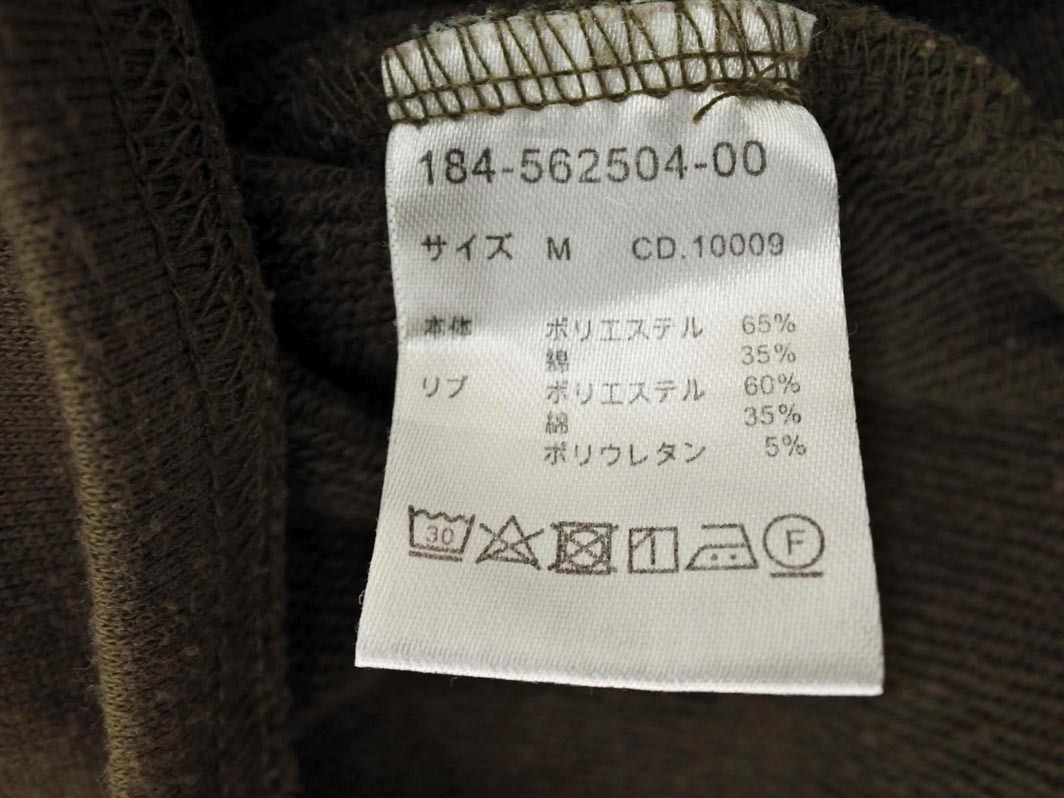 184-562504-00
サイズ M CD.10009
本体 ポリエステル 65%
綿 35%
リブ ポリエステル 60%
綿 35%
ポリウレタン 5%
30 F